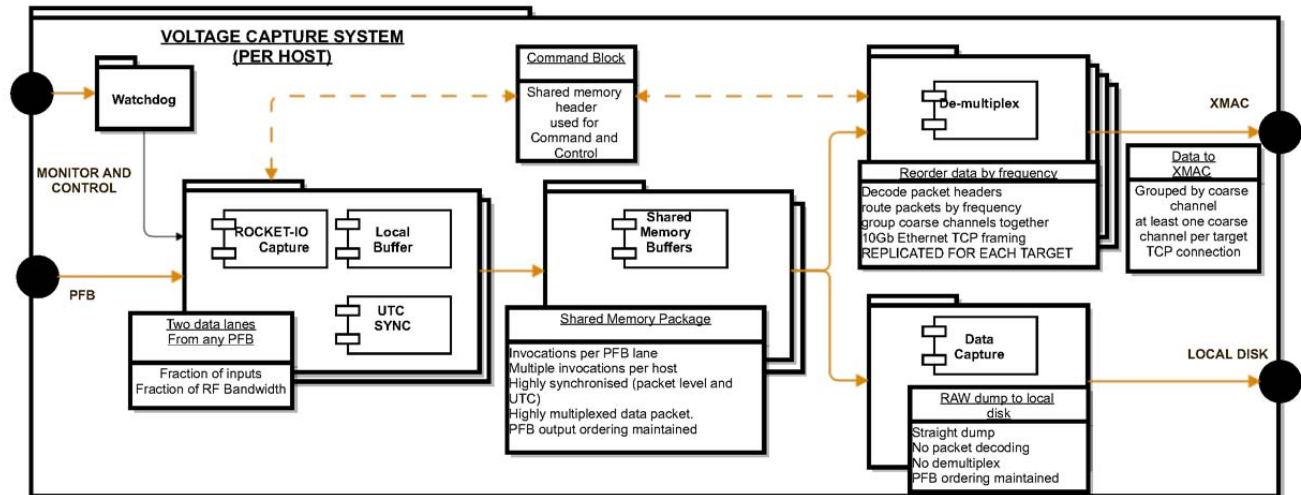 VOLTAGE CAPTURE SYSTEM
(PER HOST)
Watchdog
MONITOR AND
CONTROL
PFB
ROCKET-IO
Capture
Local
Buffer
UTC
SYNC
Two data lanes
From any PFB
Fraction of inputs
Fraction of RF Bandwidth
Command Block
Shared memory
header
used for
Command and
Control
Shared
Memory
Buffers
Shared Memory Package
Invocations per PFB lane
Multiple invocations per host
Highly synchronised (packet level and
UTC)
Highly multiplexed data packet.
PFB output ordering maintained
De-multiplex
Reorder data by frequency
Decode packet headers
route packets by frequency
group coarse channels together
10Gb Ethernet TCP framing
REPLICATED FOR EACH TARGET
XMAC
Data to
XMAC
Grouped by coarse
channel
at least one coarse
channel per target
TCP connection
Data
Capture
RAW dump to local
disk
Straight dump
No packet decoding
No demultiplex
PFB ordering maintained
LOCAL DISK